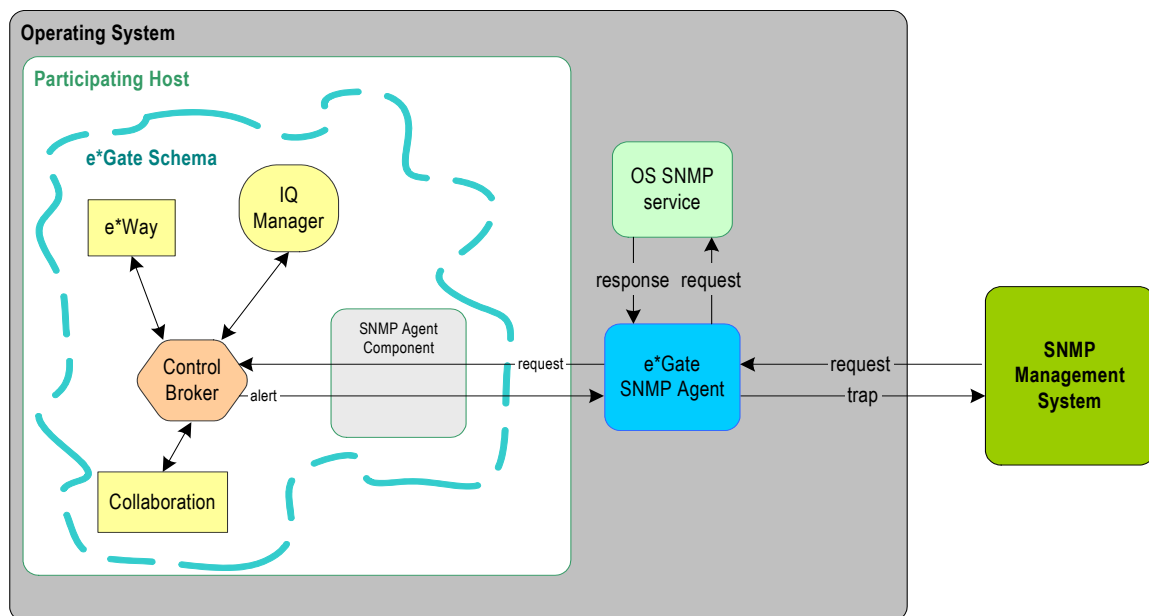 Operating System
Participating Host
e*Gate Schema
e*Way
IQ
Manager
OS SNMP
service
response
request
SNMP Agent
Component
Control
Broker
request
alert
e*Gate
SNMP Agent
request
trap
SNMP
Management
System
Collaboration